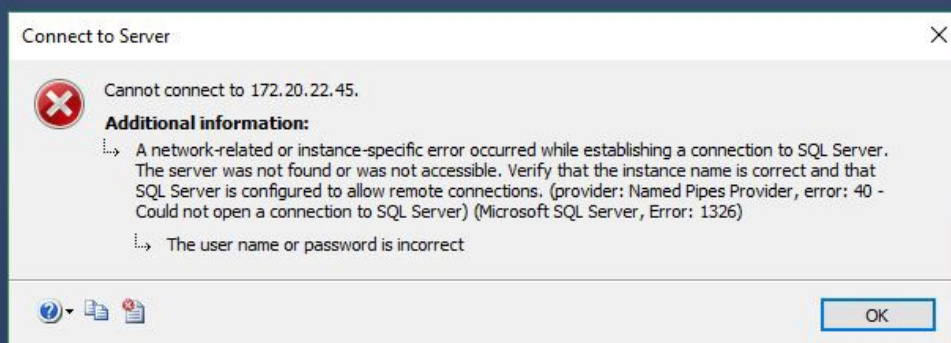 Connect to Server
Cannot connect to 172.20.22.45.
Additional information:
A network-related or instance-specific error occurred while establishing a connection to SQL Server.
The server was not found or was not accessible. Verify that the instance name is correct and that
SQL Server is configured to allow remote connections. (provider: Named Pipes Provider, error: 40 -
Could not open a connection to SQL Server) (Microsoft SQL Server, Error: 1326)
The user name or password is incorrect
OK